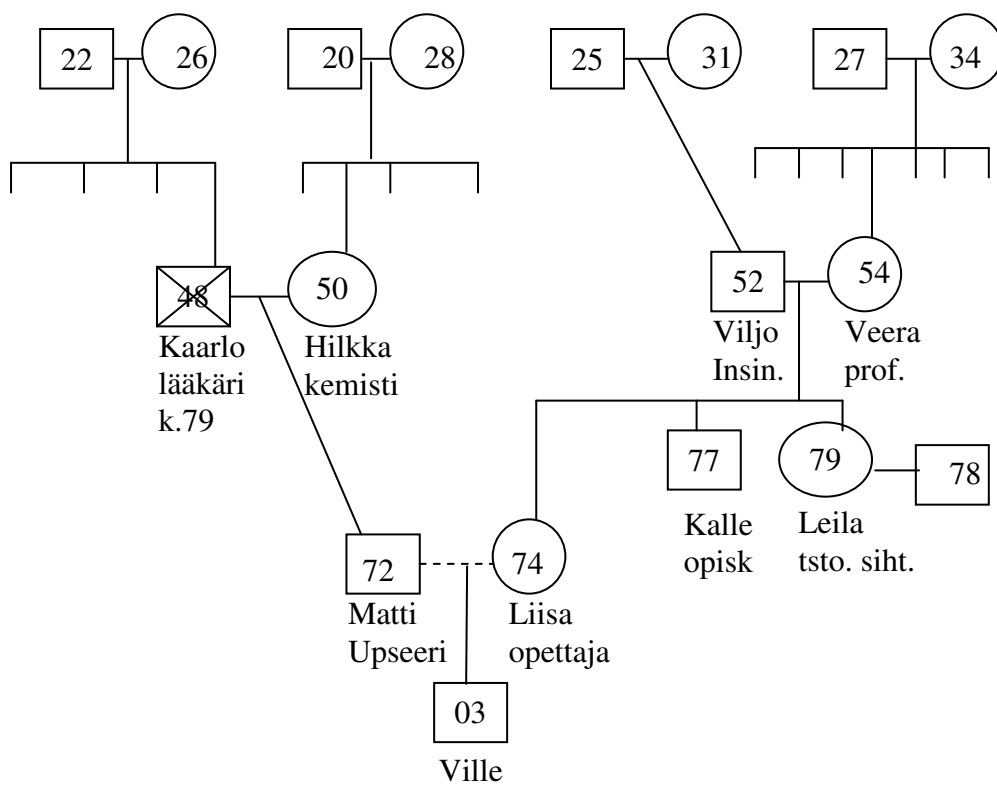 22 26 20 28 25 31 27 34
48 50 52 54
Kaarlo
lääkäri
k.79
Hilkka
kemisti
Viljo
Insin.
Veera
prof.
77 79 78
Kalle
opisk
Leila
tsto. siht.
72 74
Matti
Upseeri
Liisa
opettaja
03
Ville